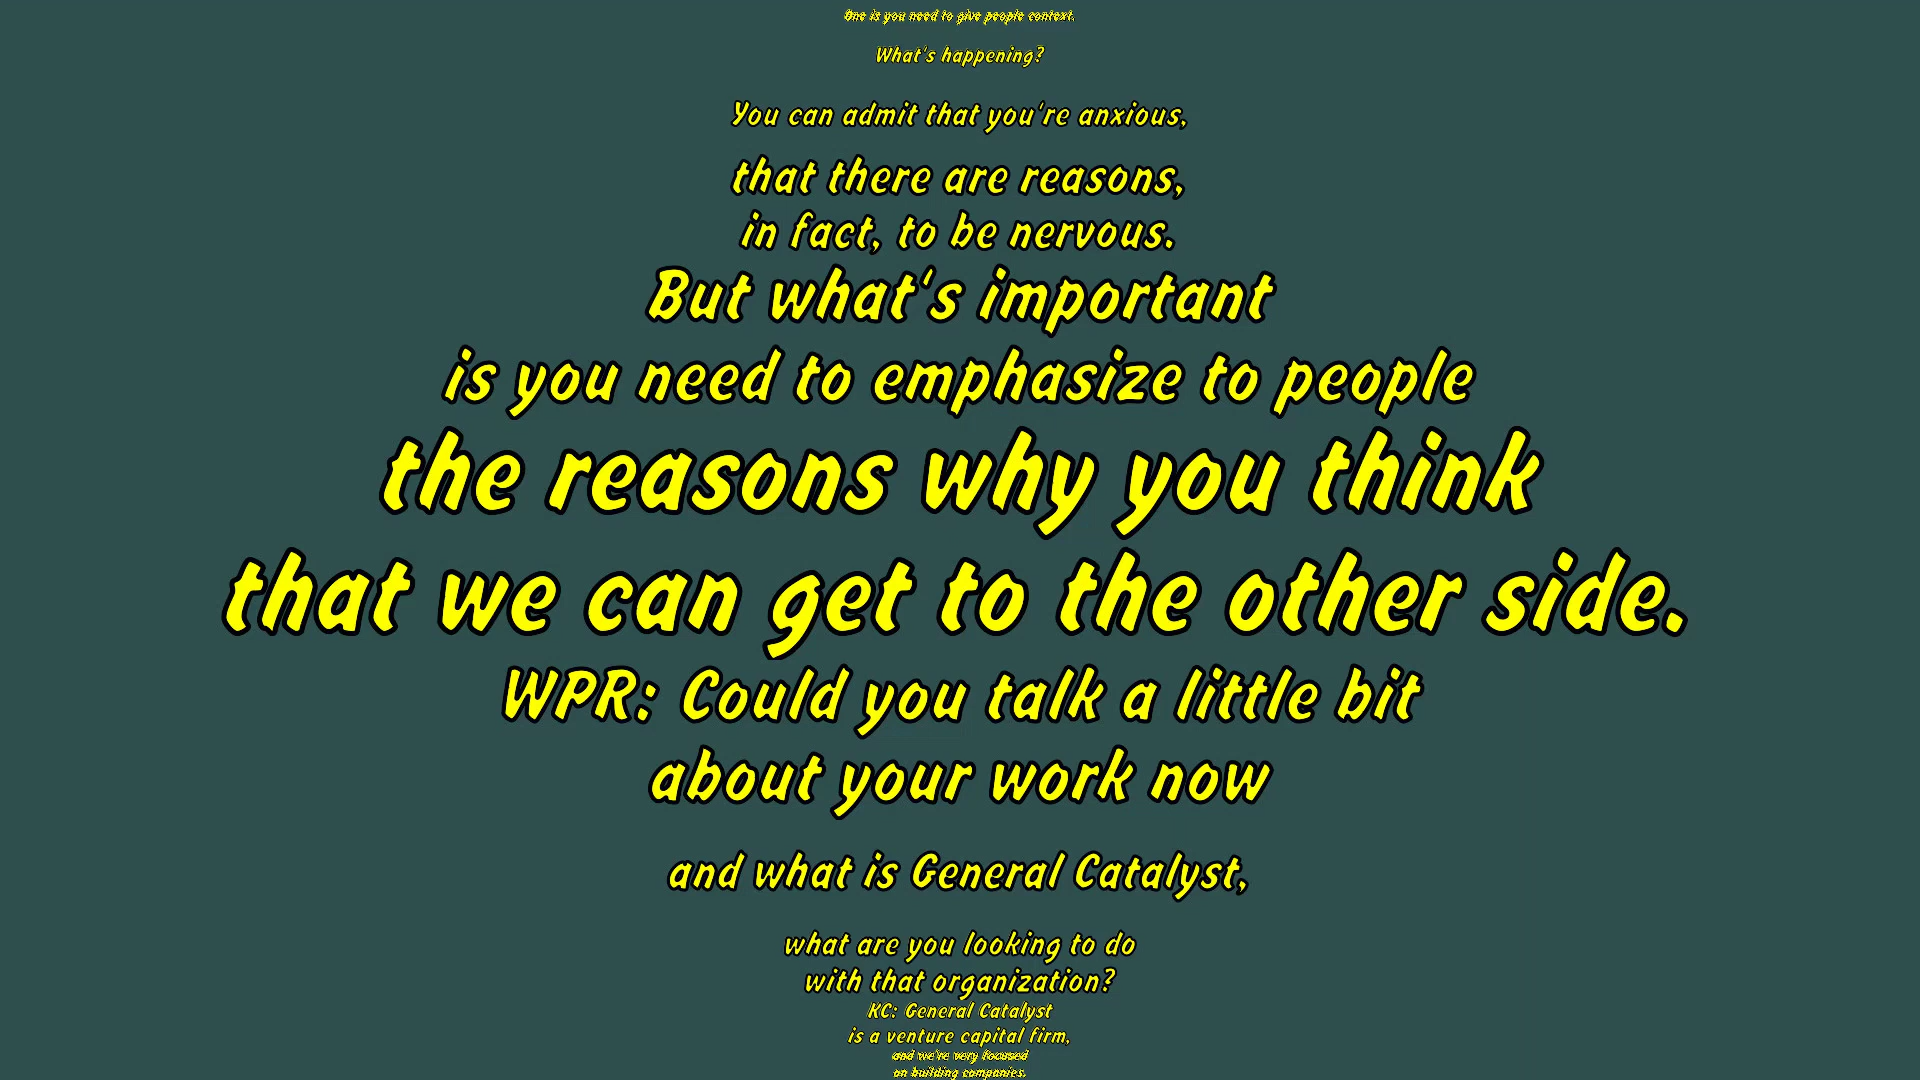 One is you need to give people context.
What's happening?
You can admit that you're anxious,
that there are reasons,
in fact, to be nervous.
But what's important
is you need to emphasize to people
the reasons why you think
that we can get to the other side.
WPR: Could you talk a little bit
about your work now
and what is General Catalyst,
what are you looking to do
with that organization?
KC: General Catalyst
is a venture capital firm,
and we're very focused
on building companies.